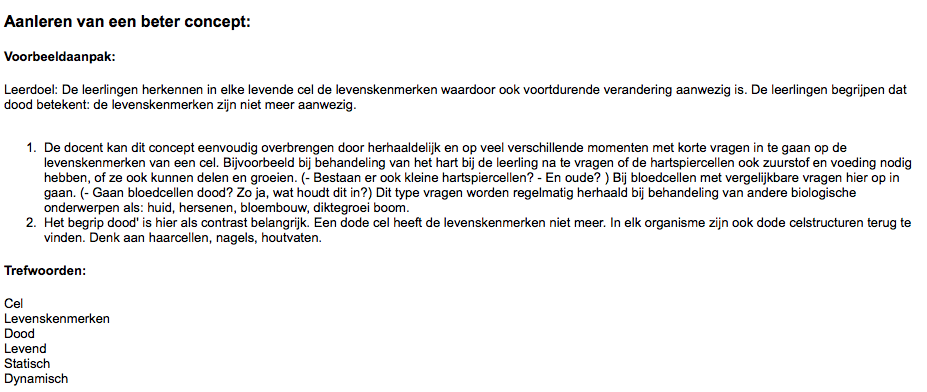 Aanleren van een beter concept:
Voorbeeldaanpak:
Leerdoel: De leerlingen herkennen in elke levende cel de levenskenmerken waardoor ook voortdurende verandering aanwezig is. De leerlingen begrijpen dat
dood betekent: de levenskenmerken zijn niet meer aanwezig.
1. De docent kan dit concept eenvoudig overbrengen door herhaaldelijk en op veel verschillende momenten met korte vragen in te gaan op de
levenskenmerken van een cel. Bijvoorbeeld bij behandeling van het hart bij de leerling na te vragen of de hartspiercellen ook zuurstof en voeding nodig
hebben, of ze ook kunnen delen en groeien. (- Bestaan er ook kleine hartspiercellen? - En oude? ) Bij bloedcellen met vergelijkbare vragen hier op in
gaan. (- Gaan bloedcellen dood? Zo ja, wat houdt dit in?) Dit type vragen worden regelmatig herhaald bij behandeling van andere biologische
onderwerpen als: huid, hersenen, bloembouw, diktegroei boom.
2. Het begrip dood' is hier als contrast belangrijk. Een dode cel heeft de levenskenmerken niet meer. In elk organisme zijn ook dode celstructuren terug te
vinden. Denk aan haarcellen, nagels, houtvaten.
Trefwoorden:
Cel
Levenskenmerken
Dood
Levend
Statisch
Dynamisch